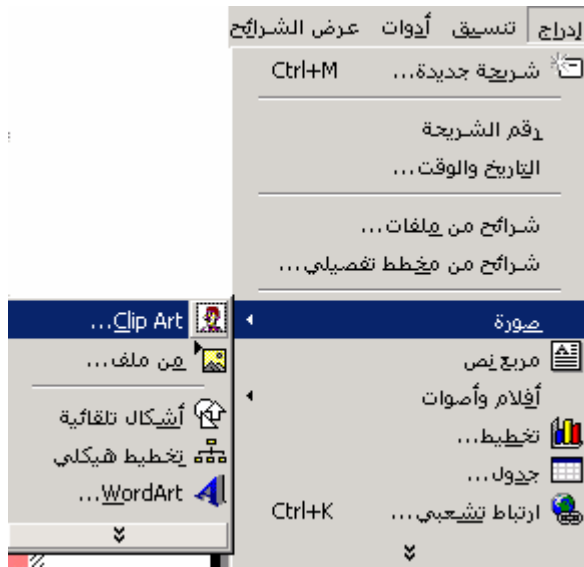 إدراج تنسيق أدوات عرض الشرائح
شريحة جديدة... Ctrl+M
رقم الشريحة
التاريخ والوقت...
شرائح من ملفات...
شرائح من مخطط تفصيلي...
صورة
مربع نص
أفلام وأصوات
تخطيط...
جدول...
ارتباط تشعبي... Ctrl+K
Clip Art...
من ملف...
أشكال تلقائية
تخطيط هيكلي
WordArt...